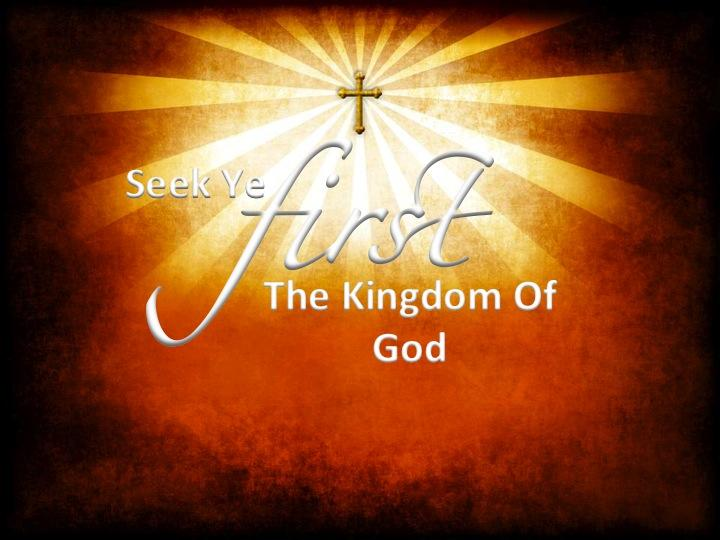 Seek Ye
first
The Kingdom Of
God